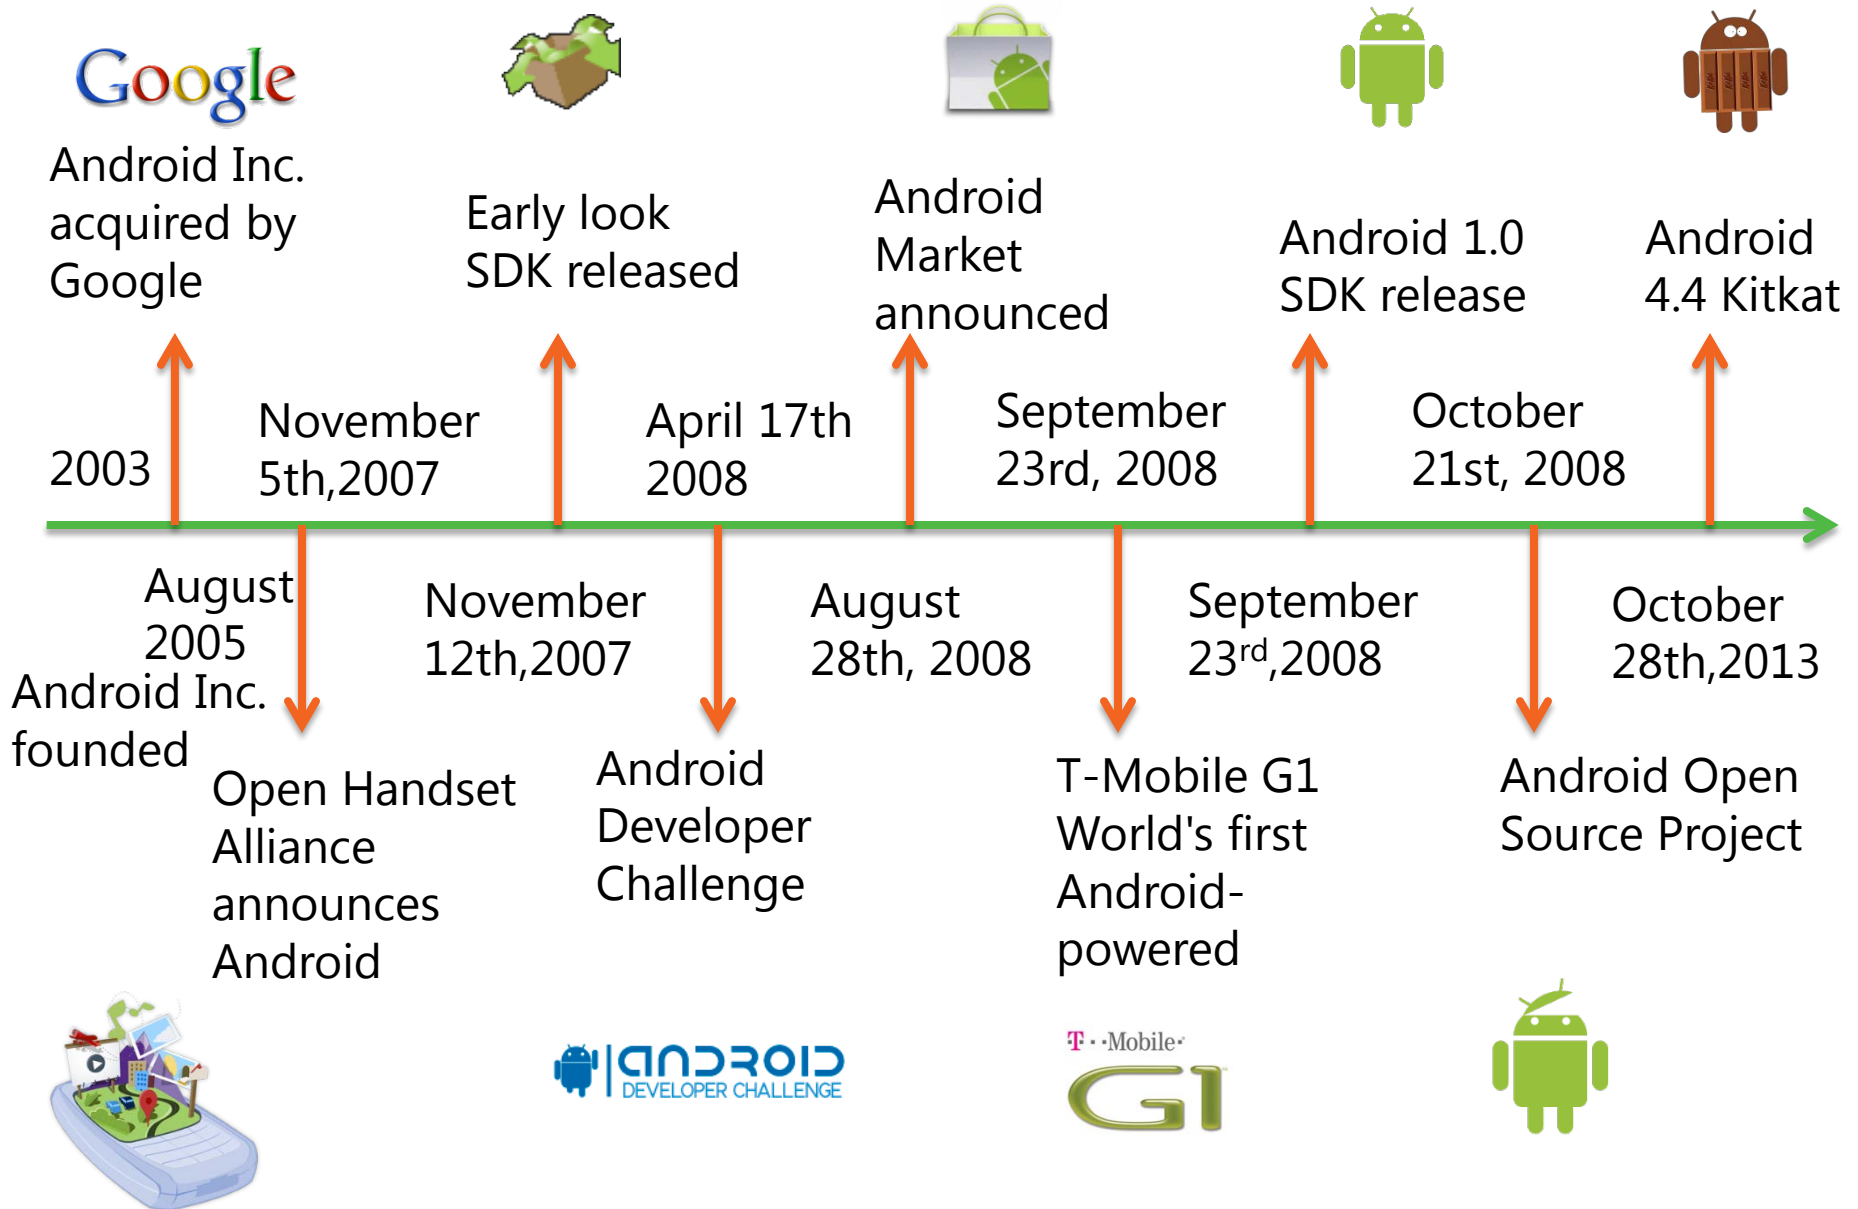 Google
Android Inc.
acquired by
Google
Early look
SDK released
Android
Market
announced
Android 1.0
SDK release
Android
4.4 Kitkat
2003
November
5th,2007
April 17th
2008
September
23rd, 2008
October
21st, 2008
August
2005
November
12th,2007
August
28th, 2008
September
23rd,2008
October
28th,2013
Android Inc.
founded
Open Handset
Alliance
announces
Android
Android
Developer
Challenge
T-Mobile G1
World's first
Android-
powered
Android Open
Source Project
ANDROID
DEVELOPER CHALLENGE
T··Mobile·
G1